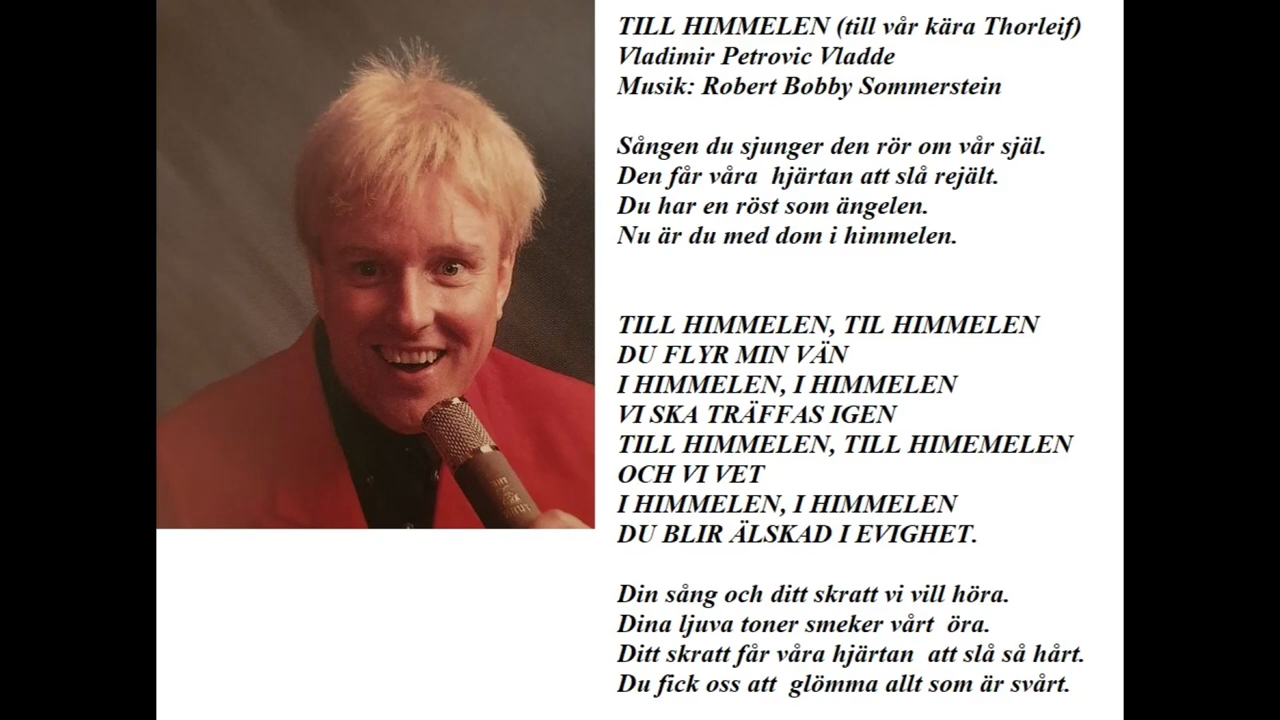 TILL HIMMELEN (till vår kära Thorleif)
Vladimir Petrovic Vladde
Musik: Robert Bobby Sommerstein
Sången du sjunger den rör om vår själ.
Den får våra  hjärtan att slå rejält.
Du har en röst som ängelen.
Nu är du med dom i himmelen.
TILL HIMMELEN, TIL HIMMELEN
DU FLYR MIN VÄN
I HIMMELEN, I HIMMELEN
VI SKA TRÄFFAS IGEN
TILL HIMMELEN, TILL HIMEMELEN
OCH VI VET
I HIMMELEN, I HIMMELEN
DU BLIR ÄLSKAD I EVIGHET.
Din sång och ditt skratt vi vill höra.
Dina ljuva toner smeker vårt  öra.
Ditt skratt får våra hjärtan  att slå så hårt.
Du fick oss att  glömma allt som är svårt.